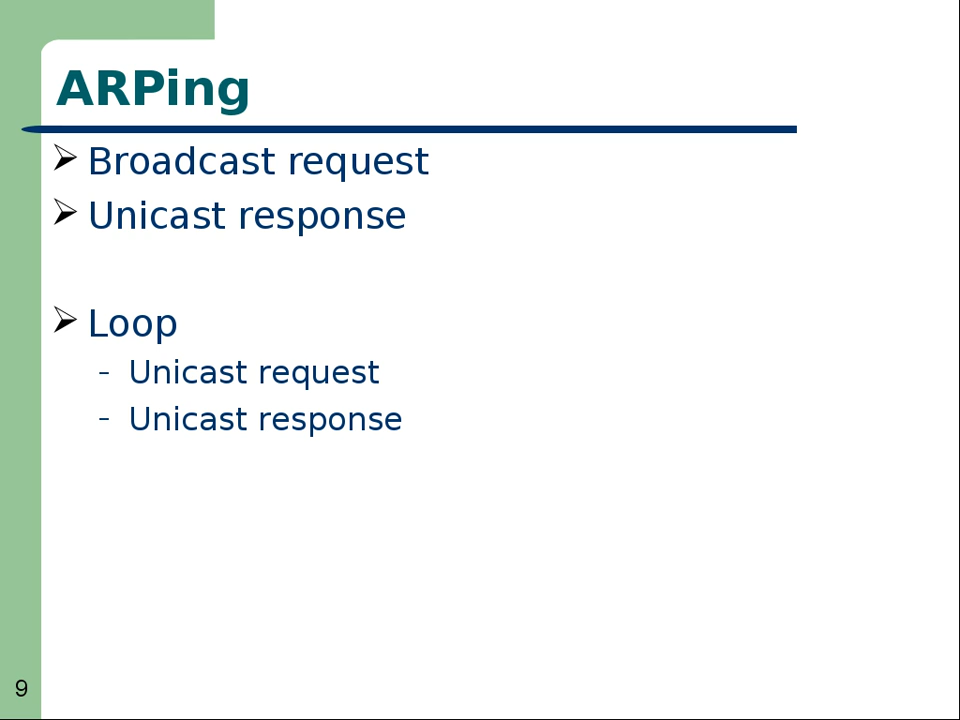 ARPing
➢ Broadcast request
➢ Unicast response
➢ Loop
– Unicast request
– Unicast response
9